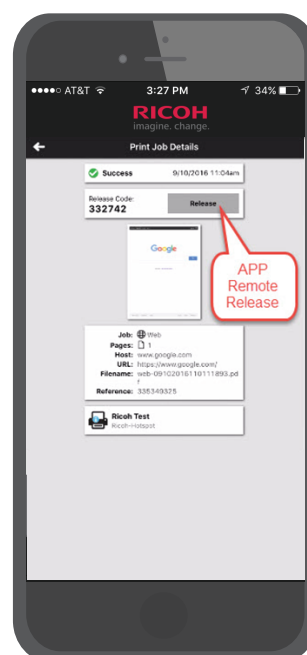 AT&T 3:27 PM 34%
RICOH
imagine. change.
Print Job Details
Success 9/10/2016 11:04am
Release Code:
332742
Release
Google
APP
Remote
Release
Job: Web
Pages: 1
Host: www.google.com
URL: https://www.google.com/
Filename: web-09102016110111893.pd
f
Reference: 335349325
Ricoh Test
Ricoh-Hotspot